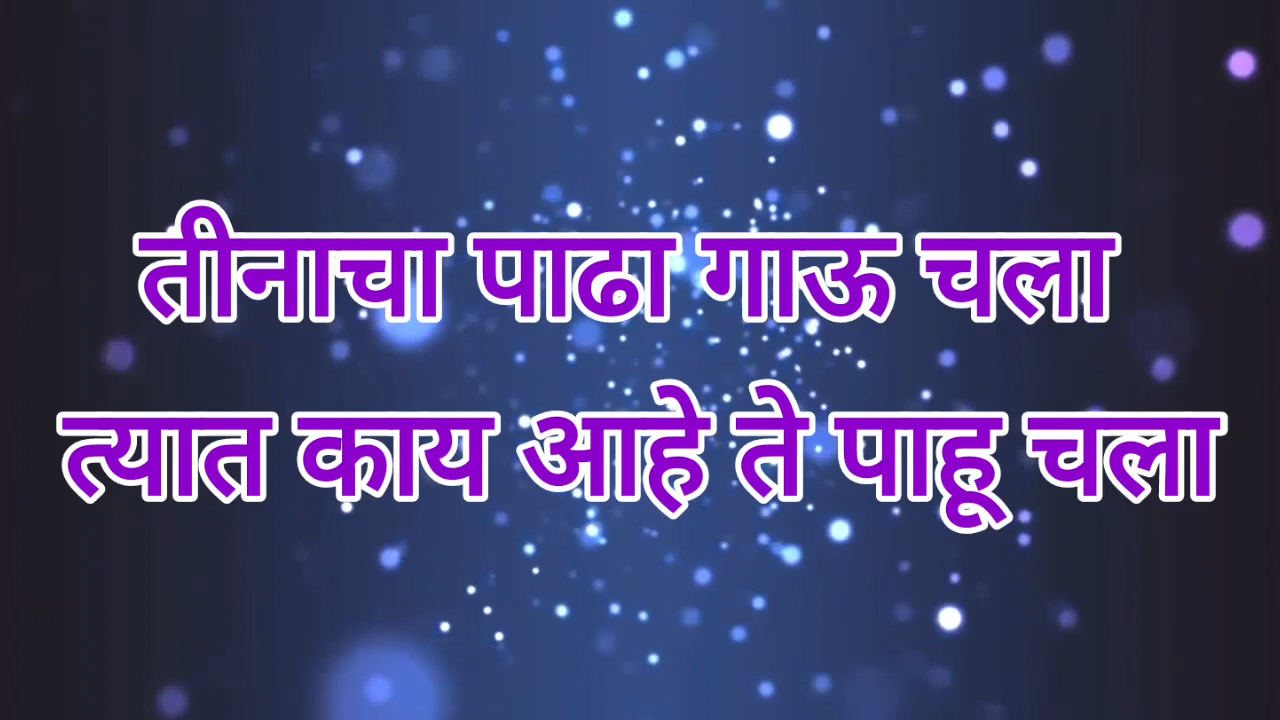 तीनाचा पाढा गाऊ चला
त्यात काय आहे ते पाहू चला